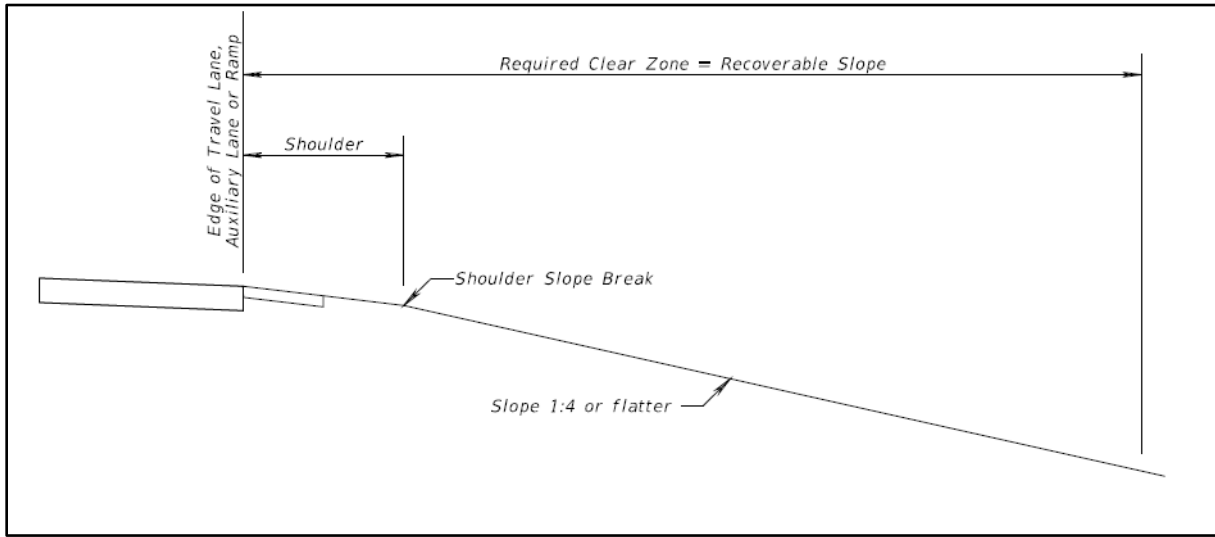 Edge of Travel Lane,
Auxiliary Lane or Ramp
Required Clear Zone = Recoverable Slope
Shoulder
Shoulder Slope Break
Slope 1:4 or flatter